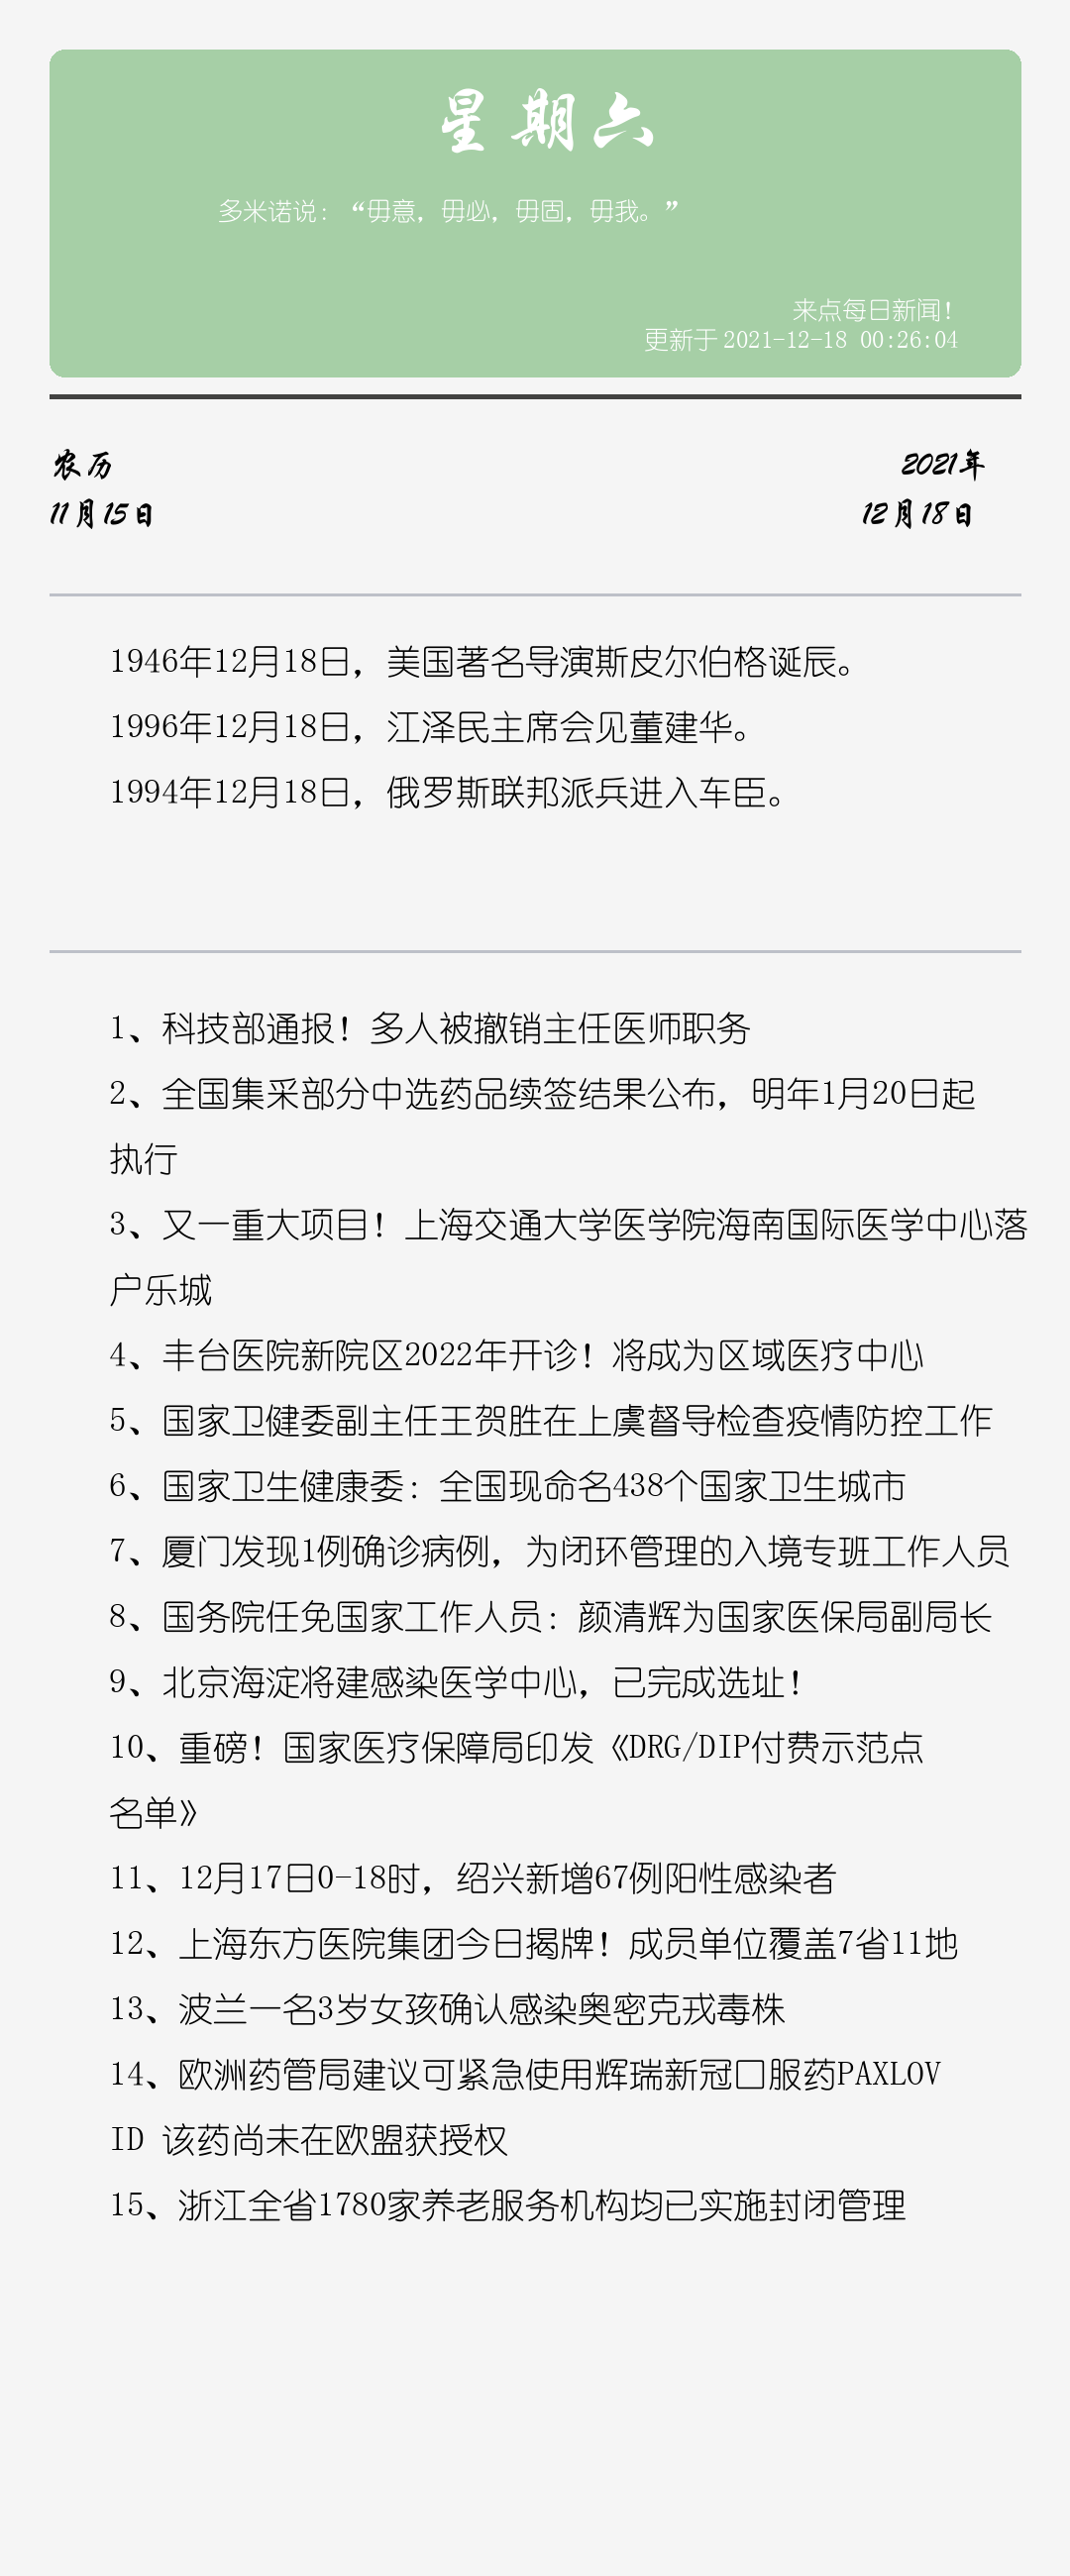 星期六
多米诺说：“毋意，毋必，毋固，毋我。”
来点每日新闻！
更新于 2021-12-18 00:26:04
农历
2021年
11月15日
12月18日
1946年12月18日，美国著名导演斯皮尔伯格诞辰。
1996年12月18日，江泽民主席会见董建华。
1994年12月18日，俄罗斯联邦派兵进入车臣。
1、科技部通报！多人被撤销主任医师职务
2、全国集采部分中选药品续签结果公布，明年1月20日起
执行
3、又一重大项目！上海交通大学医学院海南国际医学中心落
户乐城
4、丰台医院新院区2022年开诊！将成为区域医疗中心
5、国家卫健委副主任王贺胜在上虞督导检查疫情防控工作
6、国家卫生健康委：全国现命名438个国家卫生城市
7、厦门发现1例确诊病例，为闭环管理的入境专班工作人员
8、国务院任免国家工作人员：颜清辉为国家医保局副局长
9、北京海淀将建感染医学中心，已完成选址！
10、重磅！国家医疗保障局印发《DRG/DIP付费示范点
名单》
11、12月17日0-18时，绍兴新增67例阳性感染者
12、上海东方医院集团今日揭牌！成员单位覆盖7省11地
13、波兰一名3岁女孩确认感染奥密克戎毒株
14、欧洲药管局建议可紧急使用辉瑞新冠口服药PAXLOV
ID 该药尚未在欧盟获授权
15、浙江全省1780家养老服务机构均已实施封闭管理